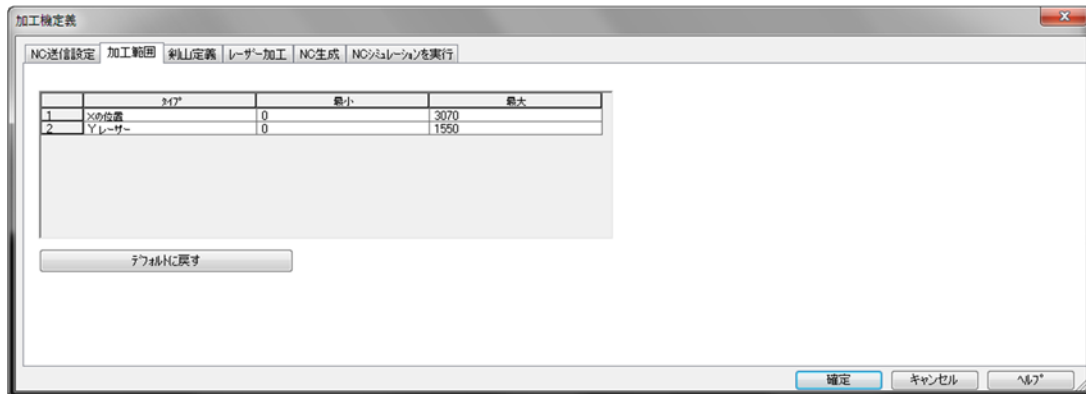 加工機定義
NC送信設定 加工範囲 剣山定義 レーザー加工 NC生成 NCシミュレーションを実行
タイプ 最小 最大
1 Xの位置 0 3070
2 Yレーザー 0 1550
デフォルトに戻す
確定 キャンセル ヘルプ